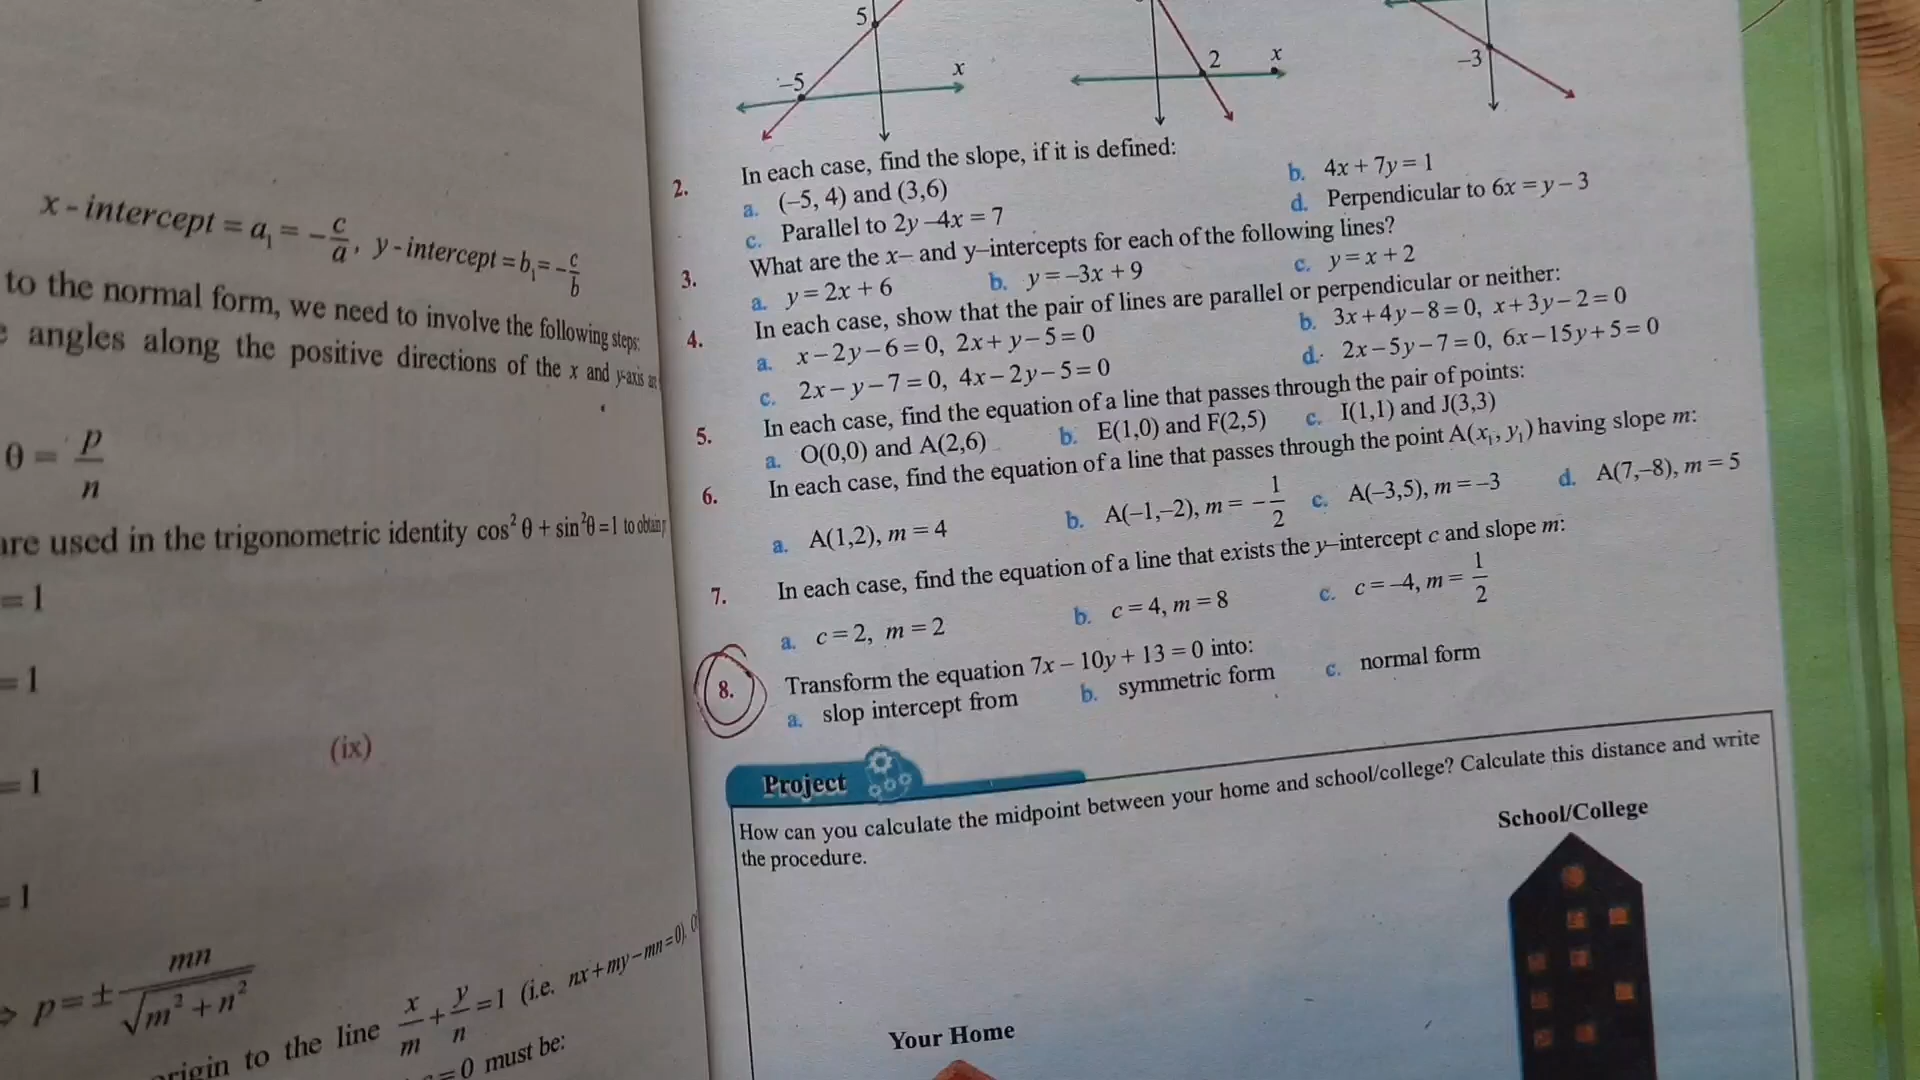 x - intercept = a₁ = -c/a, y - intercept = b₁ = -c/b
to the normal form, we need to involve the following steps:
angles along the positive directions of the x and y-axis
θ = p/n
are used in the trigonometric identity cos² θ + sin²θ = 1 to obtain
= 1
= 1
(ix)
= 1
= 1
p = ± mn/√m² + n²
origin to the line x/m + y/n = 1 (i.e. nx + my – mn = 0),
= 0 must be:
5
–5
x
2
x
–3
2. In each case, find the slope, if it is defined:
a. (–5, 4) and (3,6) b. 4x + 7y = 1
c. Parallel to 2y –4x = 7 d. Perpendicular to 6x = y – 3
3. What are the x– and y–intercepts for each of the following lines?
a. y = 2x + 6 b. y = –3x + 9 c. y = x + 2
4. In each case, show that the pair of lines are parallel or perpendicular or neither:
a. x – 2y – 6 = 0, 2x + y – 5 = 0 b. 3x + 4y – 8 = 0, x + 3y – 2 = 0
c. 2x – y – 7 = 0, 4x – 2y – 5 = 0 d. 2x – 5y – 7 = 0, 6x – 15y + 5 = 0
5. In each case, find the equation of a line that passes through the pair of points:
a. O(0,0) and A(2,6) b. E(1,0) and F(2,5) c. I(1,1) and J(3,3)
6. In each case, find the equation of a line that passes through the point A(x₁, y₁) having slope m:
a. A(1,2), m = 4 b. A(–1,–2), m = –1/2 c. A(–3,5), m = –3 d. A(7,–8), m = 5
7. In each case, find the equation of a line that exists the y–intercept c and slope m:
a. c = 2, m = 2 b. c = 4, m = 8 c. c = –4, m = 1/2
8. Transform the equation 7x – 10y + 13 = 0 into:
a. slop intercept from b. symmetric form c. normal form
Project
How can you calculate the midpoint between your home and school/college? Calculate this distance and write
the procedure.
School/College
Your Home